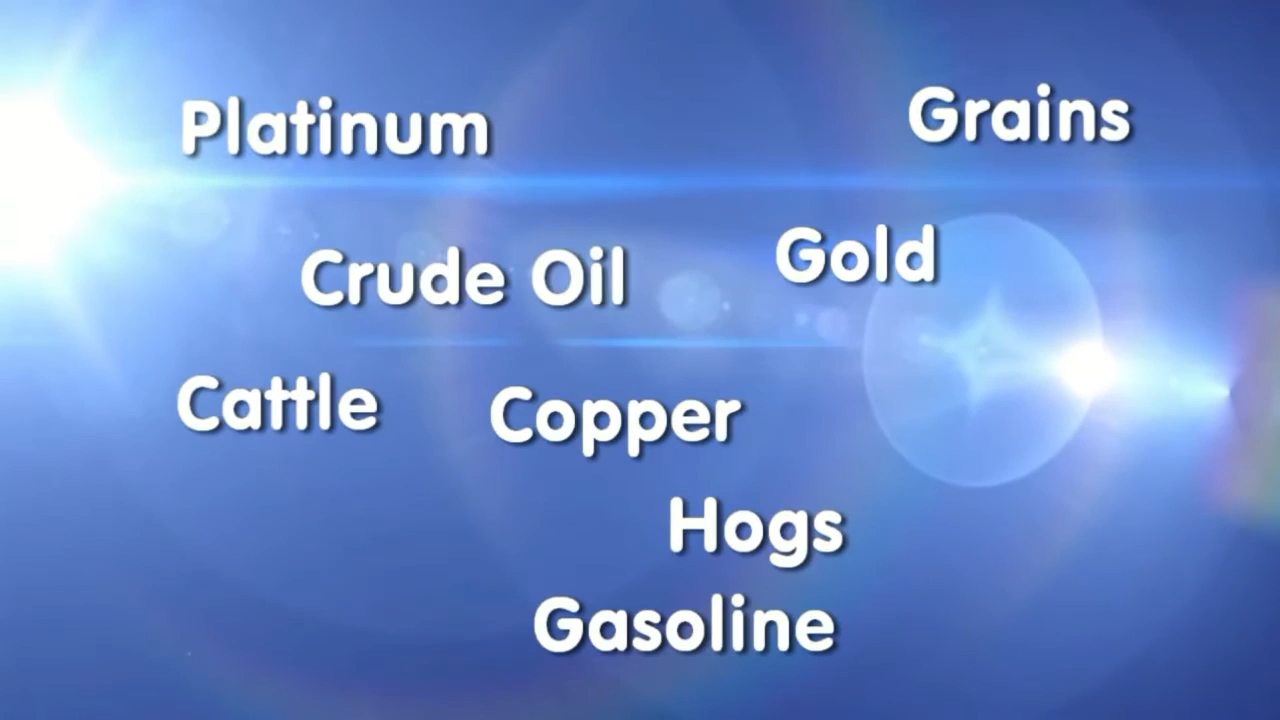 Platinum
Grains
Crude Oil
Gold
Cattle
Copper
Hogs
Gasoline